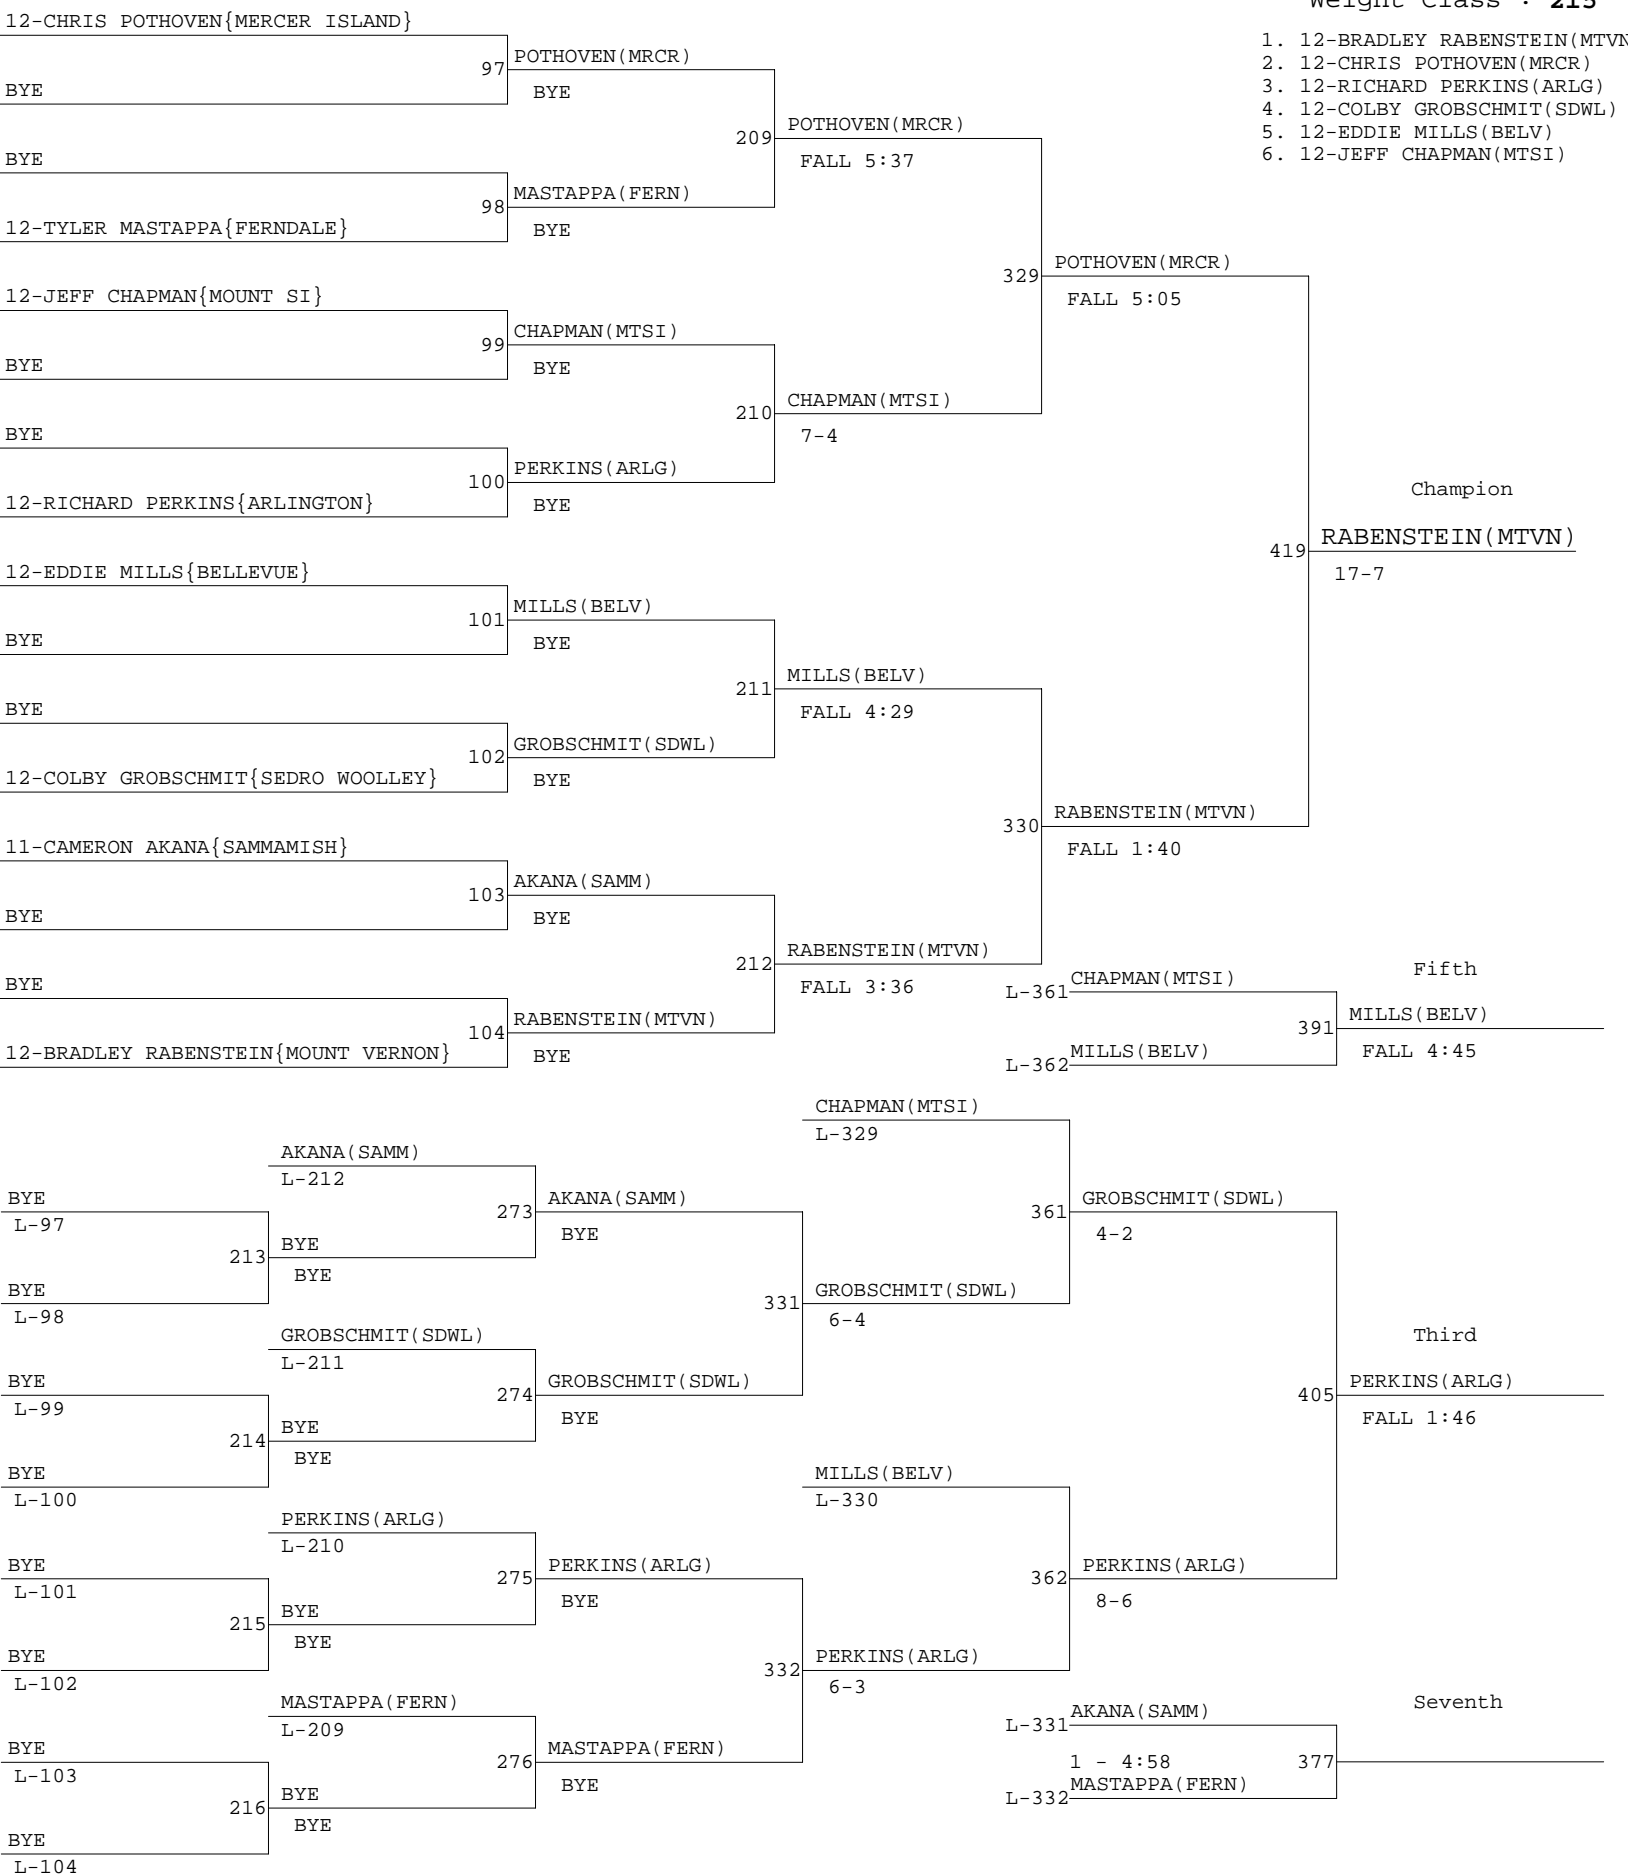 Weight Class : 215
1. 12-BRADLEY RABENSTEIN(MTVN
2. 12-CHRIS POTHOVEN(MRCR)
3. 12-RICHARD PERKINS(ARLG)
4. 12-COLBY GROBSCHMIT(SDWL)
5. 12-EDDIE MILLS(BELV)
6. 12-JEFF CHAPMAN(MTSI)
12-CHRIS POTHOVEN{MERCER ISLAND}
97
POTHOVEN(MRCR)
BYE
BYE
209
POTHOVEN(MRCR)
FALL 5:37
BYE
98
MASTAPPA(FERN)
BYE
12-TYLER MASTAPPA{FERNDALE}
329
POTHOVEN(MRCR)
FALL 5:05
12-JEFF CHAPMAN{MOUNT SI}
99
CHAPMAN(MTSI)
BYE
BYE
210
CHAPMAN(MTSI)
7-4
BYE
100
PERKINS(ARLG)
BYE
12-RICHARD PERKINS{ARLINGTON}
Champion
419
RABENSTEIN(MTVN)
17-7
12-EDDIE MILLS{BELLEVUE}
101
MILLS(BELV)
BYE
BYE
211
MILLS(BELV)
FALL 4:29
BYE
102
GROBSCHMIT(SDWL)
BYE
12-COLBY GROBSCHMIT{SEDRO WOOLLEY}
330
RABENSTEIN(MTVN)
FALL 1:40
11-CAMERON AKANA{SAMMAMISH}
103
AKANA(SAMM)
BYE
BYE
212
RABENSTEIN(MTVN)
FALL 3:36
BYE
104
RABENSTEIN(MTVN)
BYE
12-BRADLEY RABENSTEIN{MOUNT VERNON}
Fifth
L-361
CHAPMAN(MTSI)
391
MILLS(BELV)
FALL 4:45
L-362
MILLS(BELV)
CHAPMAN(MTSI)
L-329
AKANA(SAMM)
L-212
BYE
L-97
273
AKANA(SAMM)
BYE
361
GROBSCHMIT(SDWL)
4-2
213
BYE
BYE
BYE
L-98
331
GROBSCHMIT(SDWL)
6-4
GROBSCHMIT(SDWL)
L-211
Third
BYE
L-99
274
GROBSCHMIT(SDWL)
BYE
405
PERKINS(ARLG)
FALL 1:46
214
BYE
BYE
BYE
L-100
MILLS(BELV)
L-330
PERKINS(ARLG)
L-210
BYE
L-101
275
PERKINS(ARLG)
BYE
362
PERKINS(ARLG)
8-6
215
BYE
BYE
BYE
L-102
332
PERKINS(ARLG)
6-3
MASTAPPA(FERN)
L-209
Seventh
L-331
AKANA(SAMM)
BYE
L-103
276
MASTAPPA(FERN)
BYE
1 - 4:58
377
L-332
MASTAPPA(FERN)
216
BYE
BYE
BYE
L-104